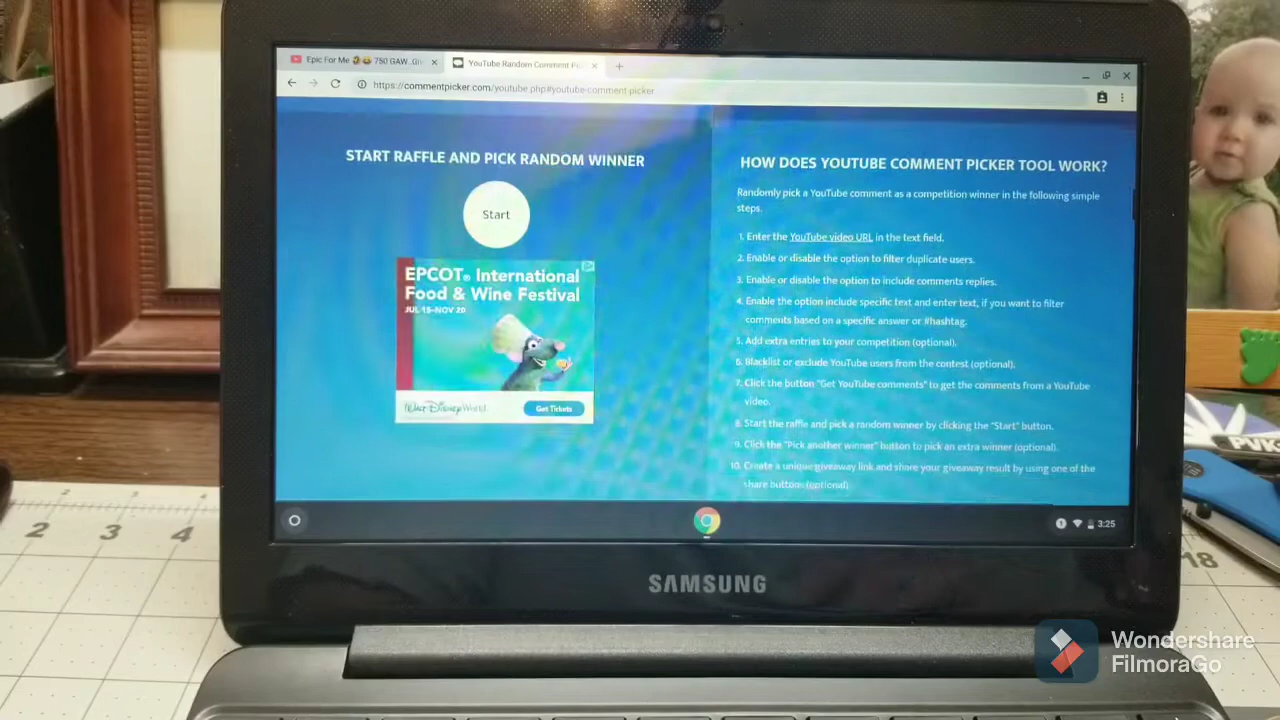 Epic For Me 🤣😂 750 GAW..Gi
YouTube Random Comment Pi
https://commentpicker.com/youtube.php#youtube-comment-picker
START RAFFLE AND PICK RANDOM WINNER
Start
EPCOT® International
Food & Wine Festival
JUL 15-NOV 20
Walt Disney World
Get Tickets
HOW DOES YOUTUBE COMMENT PICKER TOOL WORK?
Randomly pick a YouTube comment as a competition winner in the following simple
steps.
1. Enter the YouTube video URL in the text field.
2. Enable or disable the option to filter duplicate users.
3. Enable or disable the option to include comments replies.
4. Enable the option include specific text and enter text, if you want to filter
comments based on a specific answer or #hashtag.
5. Add extra entries to your competition (optional).
6. Blacklist or exclude YouTube users from the contest (optional).
7. Click the button "Get YouTube comments" to get the comments from a YouTube
video.
8. Start the raffle and pick a random winner by clicking the "Start" button.
9. Click the "Pick another winner" button to pick an extra winner (optional).
10. Create a unique giveaway link and share your giveaway result by using one of the
share buttons (optional)
3:25
SAMSUNG
2 3 4
2 3 4
18
PVK
Wondershare
FilmoraGo